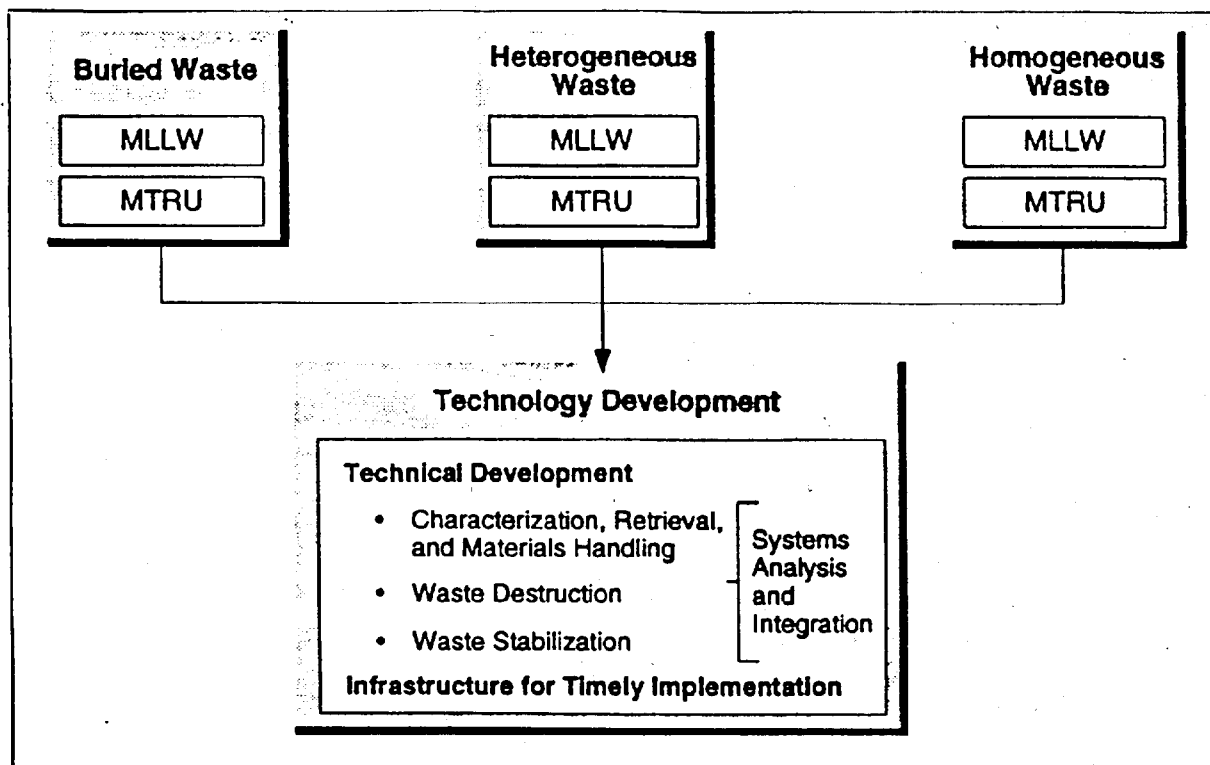 Buried Waste
MLLW
MTRU
Heterogeneous
Waste
MLLW
MTRU
Homogeneous
Waste
MLLW
MTRU
Technology Development
Technical Development
• Characterization, Retrieval,
and Materials Handling
• Waste Destruction
• Waste Stabilization
Systems
Analysis
and
Integration
Infrastructure for Timely Implementation